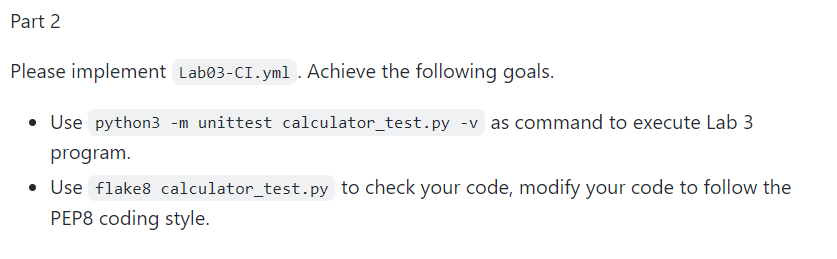 Part 2
Please implement Lab03-CI.yml. Achieve the following goals.
• Use python3 -m unittest calculator_test.py -v as command to execute Lab 3
program.
• Use flake8 calculator_test.py to check your code, modify your code to follow the
PEP8 coding style.